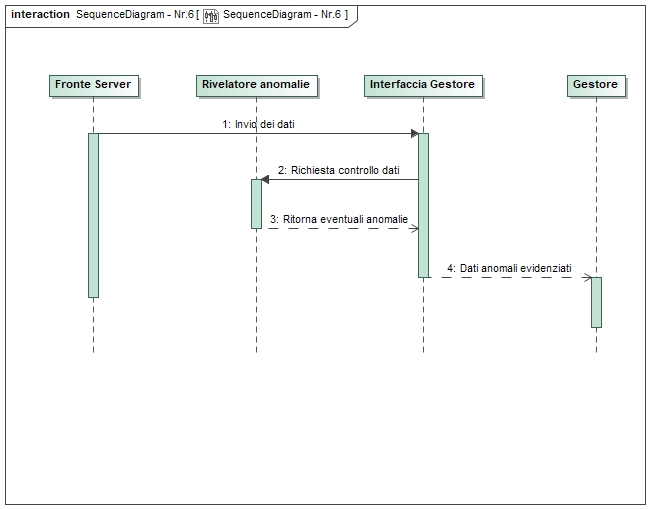 interaction SequenceDiagram - Nr.6 [ SequenceDiagram - Nr.6 ]
Fronte Server
Rivelatore anomalie
Interfaccia Gestore
Gestore
1: Invio dei dati
2: Richiesta controllo dati
3: Ritorna eventuali anomalie
4: Dati anomali evidenziati